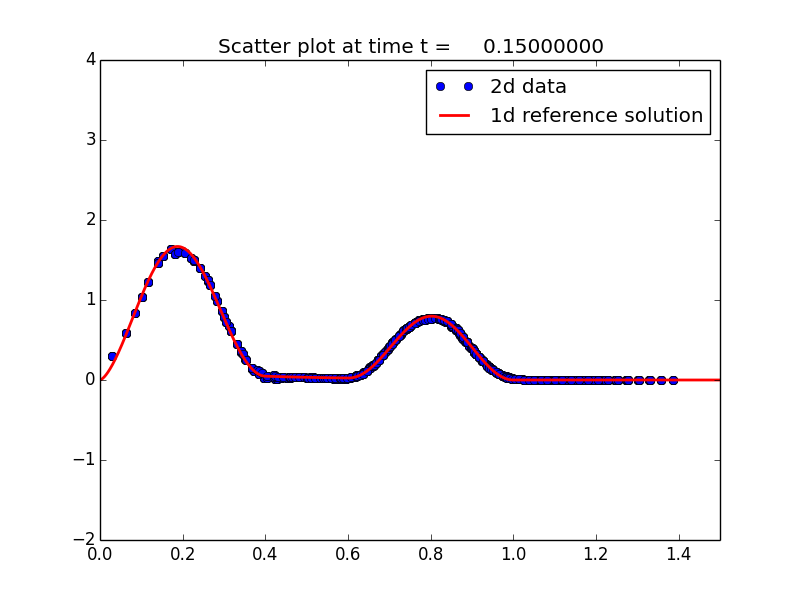 Scatter plot at time t =     0.15000000
4
2d data
1d reference solution
3
2
1
0
−1
−2
0.0 0.2 0.4 0.6 0.8 1.0 1.2 1.4